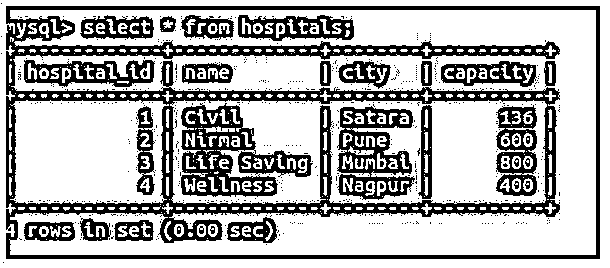 mysql> select * from hospitals;
+-------------+-------------+--------+----------+
| hospital_id | name | city | capacity |
+-------------+-------------+--------+----------+
| 1 | Civil | Satara | 136 |
| 2 | Nirmal | Pune | 600 |
| 3 | Life Saving | Mumbai | 800 |
| 4 | Wellness | Nagpur | 400 |
+-------------+-------------+--------+----------+
4 rows in set (0.00 sec)